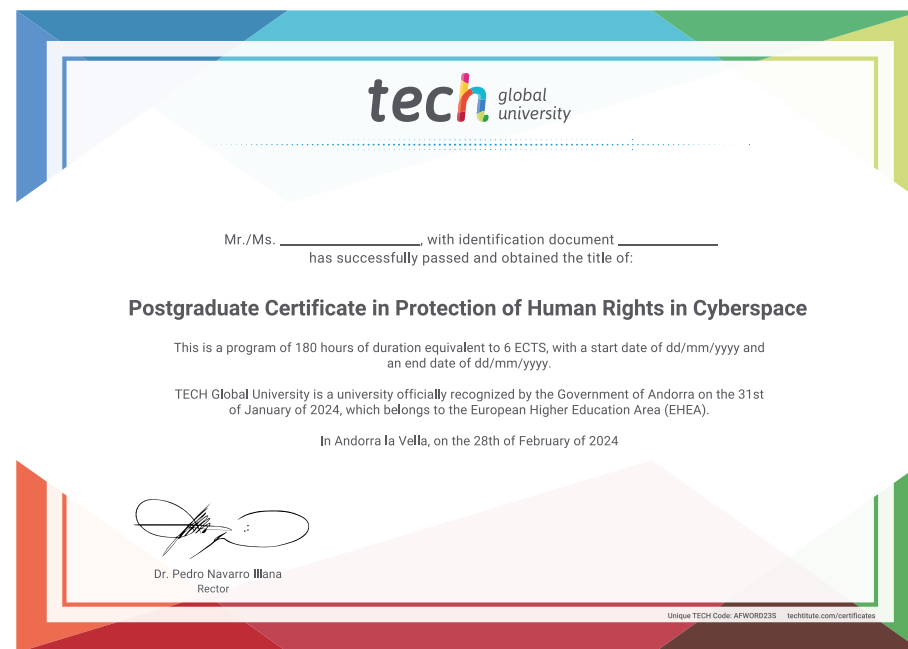 tech global university
Mr./Ms. ____________, with identification document ____________
has successfully passed and obtained the title of:
Postgraduate Certificate in Protection of Human Rights in Cyberspace
This is a program of 180 hours of duration equivalent to 6 ECTS, with a start date of dd/mm/yyyy and
an end date of dd/mm/yyyy.
TECH Global University is a university officially recognized by the Government of Andorra on the 31st
of January of 2024, which belongs to the European Higher Education Area (EHEA).
In Andorra la Vella, on the 28th of February of 2024
Dr. Pedro Navarro Illana
Rector
Unique TECH Code: AFWORD23S techtitute.com/certificates